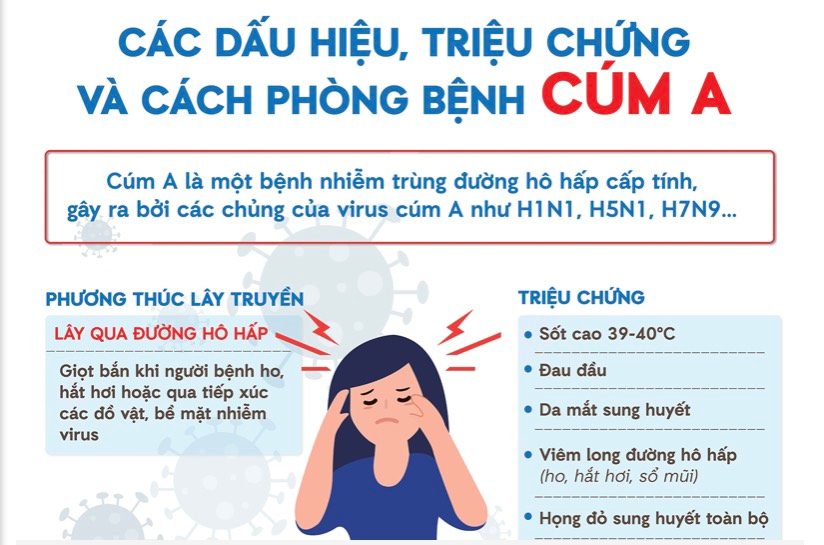 CÁC DẤU HIỆU, TRIỆU CHỨNG
VÀ CÁCH PHÒNG BỆNH CÚM A
Cúm A là một bệnh nhiễm trùng đường hô hấp cấp tính,
gây ra bởi các chủng của virus cúm A như H1N1, H5N1, H7N9...
PHƯƠNG THÚC LÂY TRUYỀN
LÂY QUA ĐƯỜNG HÔ HẤP
Giọt bắn khi người bệnh ho,
hắt hơi hoặc qua tiếp xúc
các đồ vật, bề mặt nhiễm
virus
TRIỆU CHỨNG
• Sốt cao 39-40°C
• Đau đầu
• Da mắt sung huyết
• Viêm long đường hô hấp
(ho, hắt hơi, sổ mũi)
• Họng đỏ sung huyết toàn bộ